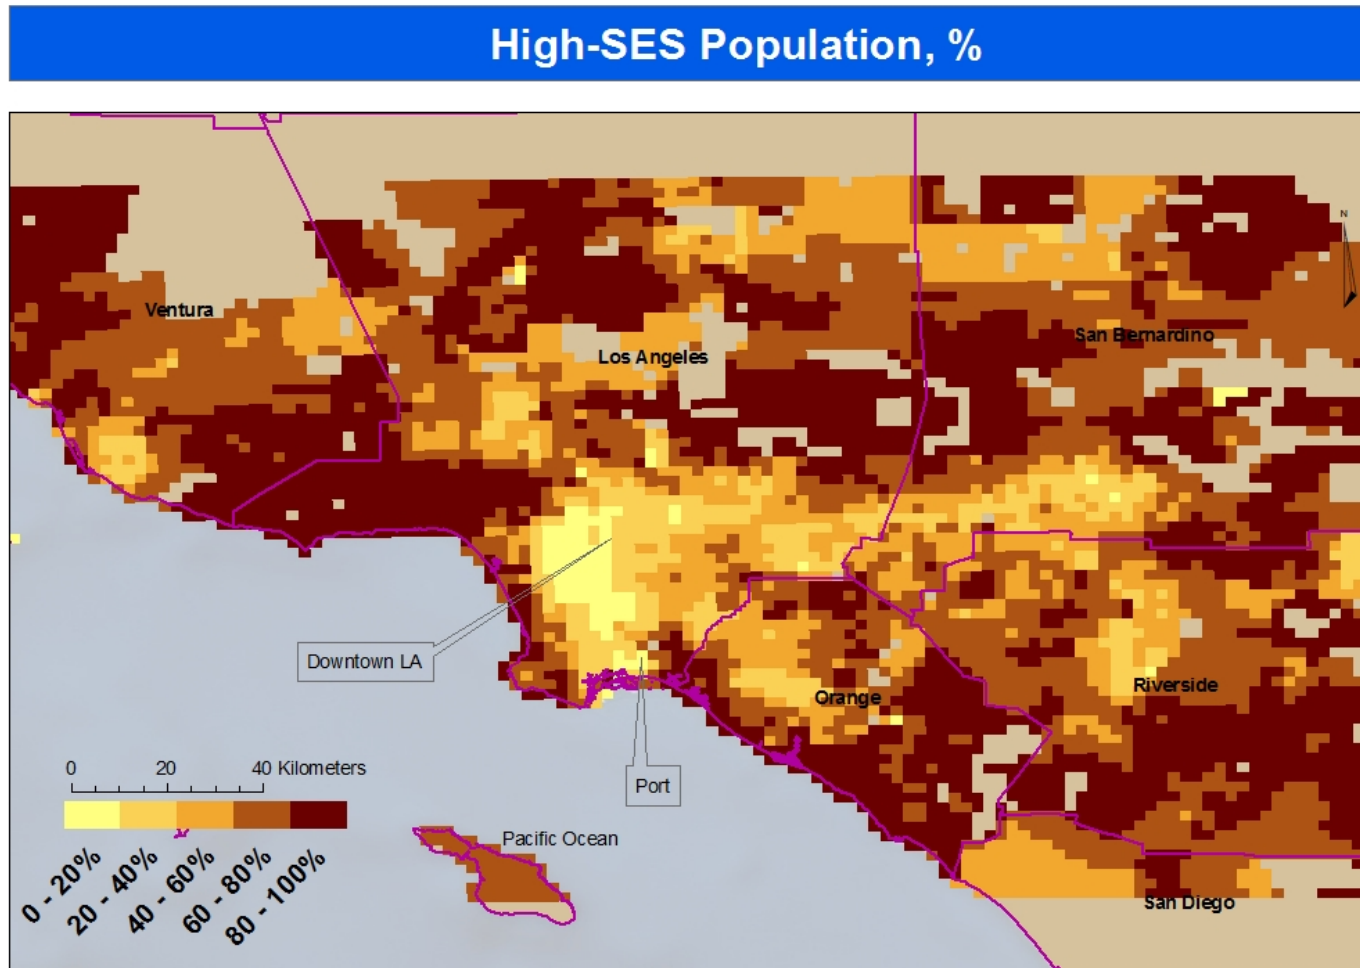 High-SES Population, %
N
Ventura
San Bernardino
Los Angeles
Downtown LA
Riverside
Orange
0 20 40 Kilometers
Port
Pacific Ocean
0 - 20%
20 - 40%
40 - 60%
60 - 80%
80 - 100%
San Diego